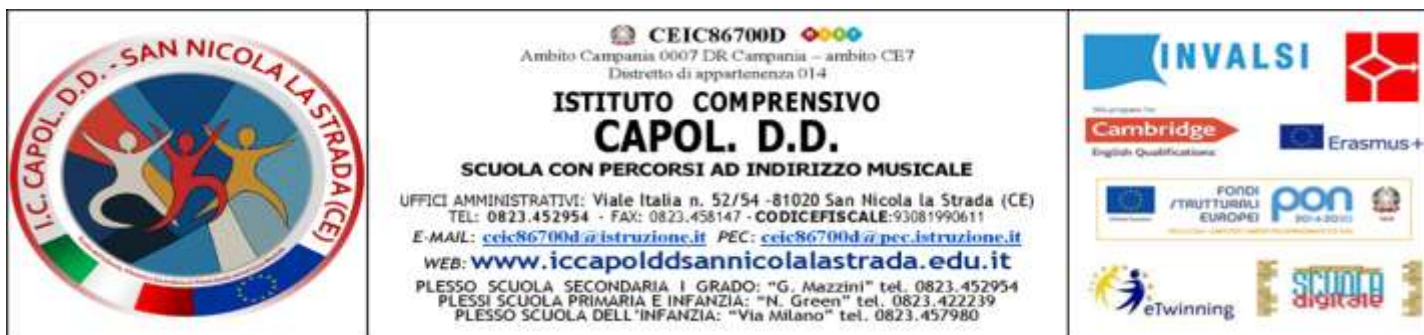 I.C. CAPOL. D.D. - SAN NICOLA LA STRADA (CE)
CEIC86700D
Ambito Campania 0007 DR Campania – ambito CE7
Distretto di appartenenza 014
ISTITUTO COMPRENSIVO
CAPOL. D.D.
SCUOLA CON PERCORSI AD INDIRIZZO MUSICALE
UFFICI AMMINISTRATIVI: Viale Italia n. 52/54 -81020 San Nicola la Strada (CE)
TEL: 0823.452954 - FAX: 0823.458147 - CODICEFISCALE:93081990611
E-MAIL: ceic86700d@istruzione.it PEC: ceic86700d@pec.istruzione.it
WEB: www.iccapolddsannicolalastrada.edu.it
PLESSO SCUOLA SECONDARIA I GRADO: "G. Mazzini" tel. 0823.452954
PLESSI SCUOLA PRIMARIA E INFANZIA: "N. Green" tel. 0823.422239
PLESSO SCUOLA DELL'INFANZIA: "Via Milano" tel. 0823.457980
INVALSI
Cambridge
English Qualifications
Erasmus+
FONDI
STRUTTURALI
EUROPEI
pon
2014-2020
eTwinning
SCUOLA
digitale